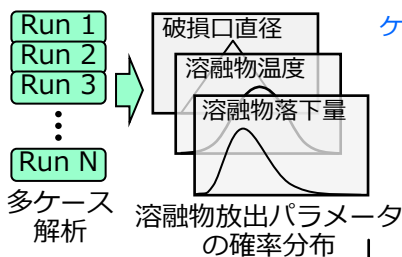 Run 1
Run 2
Run 3
⋮
Run N
多ケース
解析
破損口直径
溶融物温度
溶融物落下量
溶融物放出パラメータ
の確率分布
ケ